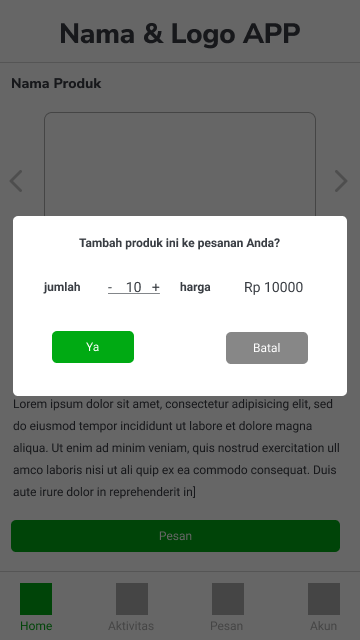 Nama & Logo APP
Nama Produk
Tambah produk ini ke pesanan Anda?
jumlah - 10 + harga Rp 10000
Ya Batal
Lorem ipsum dolor sit amet, consectetur adipisicing elit, sed
do eiusmod tempor incididunt ut labore et dolore magna
aliqua. Ut enim ad minim veniam, quis nostrud exercitation ull
amco laboris nisi ut ali quip ex ea commodo consequat. Duis
aute irure dolor in reprehenderit in]
Pesan
Home Aktivitas Pesan Akun